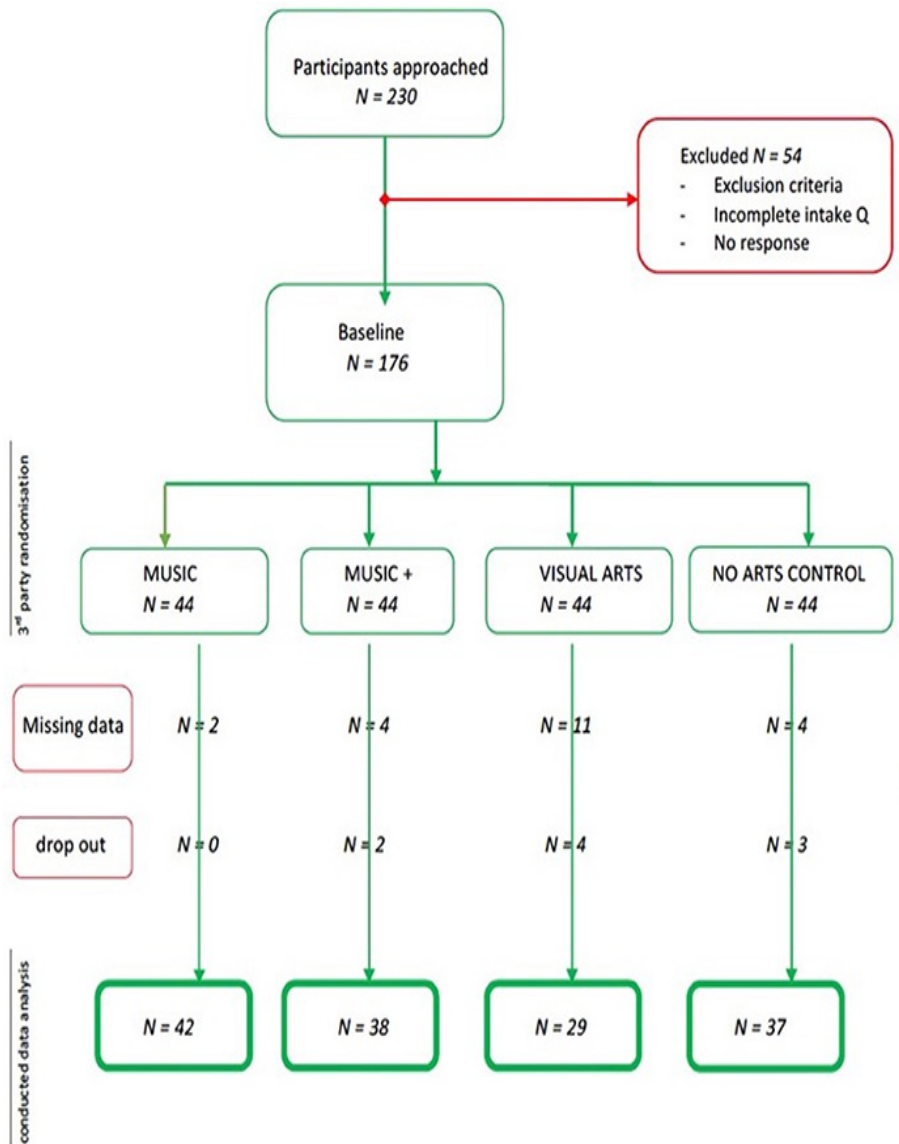 Participants approached
N = 230
Excluded N = 54
- Exclusion criteria
- Incomplete intake Q
- No response
Baseline
N = 176
3rd party randomisation
MUSIC
N = 44
MUSIC +
N = 44
VISUAL ARTS
N = 44
NO ARTS CONTROL
N = 44
Missing data
N = 2
N = 4
N = 11
N = 4
drop out
N = 0
N = 2
N = 4
N = 3
conducted data analysis
N = 42
N = 38
N = 29
N = 37